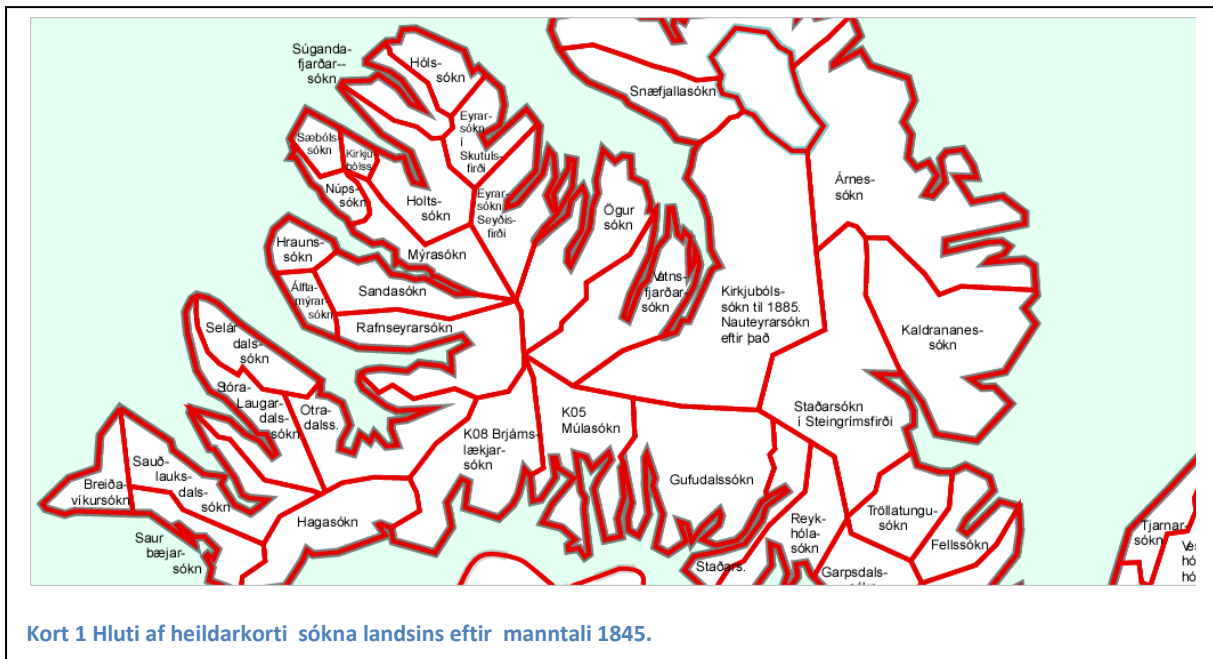 Súganda-
fjarðar--
sókn
Hóls-
sókn
Snæfjallasókn
Eyrar-
sókn
í
Skutuls-
firði
Sæbóls-
sókn
Kirkju-
bólss.
Núps-
sókn
Holts-
sókn
Eyrar-
sókn
Seyðis-
firði
Ögur
sókn
Árnes-
sókn
Hrauns-
sókn
Mýrasókn
Álfta-
mýrar-
sókn
Sandasókn
Vatns-
fjarðar-
sókn
Kirkjubóls-
sókn til 1885.
Nauteyrarsókn
eftir það
Rafnseyrarsókn
Kaldrananes-
sókn
Selár
dals-
sókn
Stóra-
Laugar-
dals-
sókn
Otra-
dalss.
K05
Múlasókn
Staðarsókn
í Steingrímsfirði
K08 Brjáms-
lækjar-
sókn
Sauð-
lauks-
dals-
sókn
Breiða-
víkursókn
Gufudalssókn
Hagasókn
Saur
bæjar-
sókn
Reyk-
hóla-
sókn
Tröllatungu-
sókn
Fellssókn
Staðars.
Garpsdals-
Tjarnar-
sókn
Kort 1 Hluti af heildarkorti sókna landsins eftir manntali 1845.